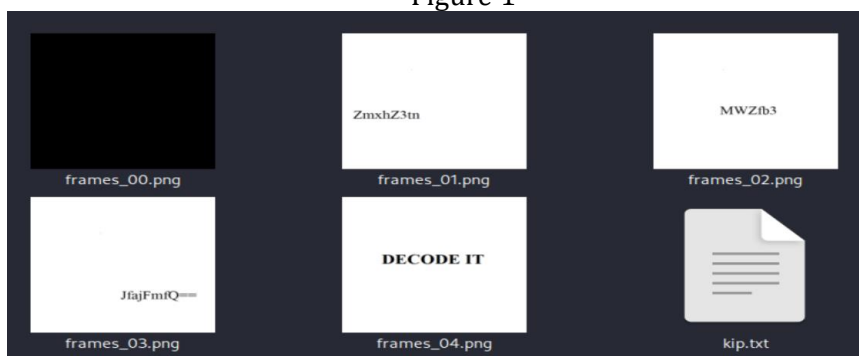 Figure 1
frames_00.png
ZmxhZ3tn
frames_01.png
MWZfb3
frames_02.png
JfajFmfQ==
frames_03.png
DECODE IT
frames_04.png
kip.txt